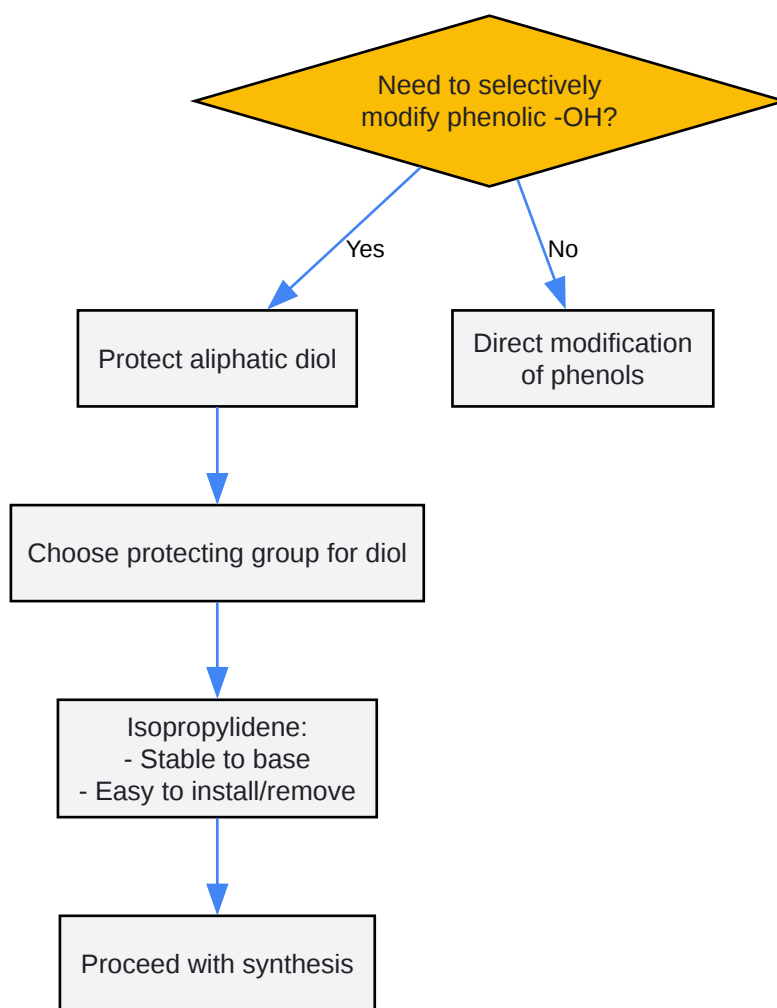 Need to selectively
modify phenolic -OH?
Yes
No
Protect aliphatic diol
Direct modification
of phenols
Choose protecting group for diol
Isopropylidene:
- Stable to base
- Easy to install/remove
Proceed with synthesis